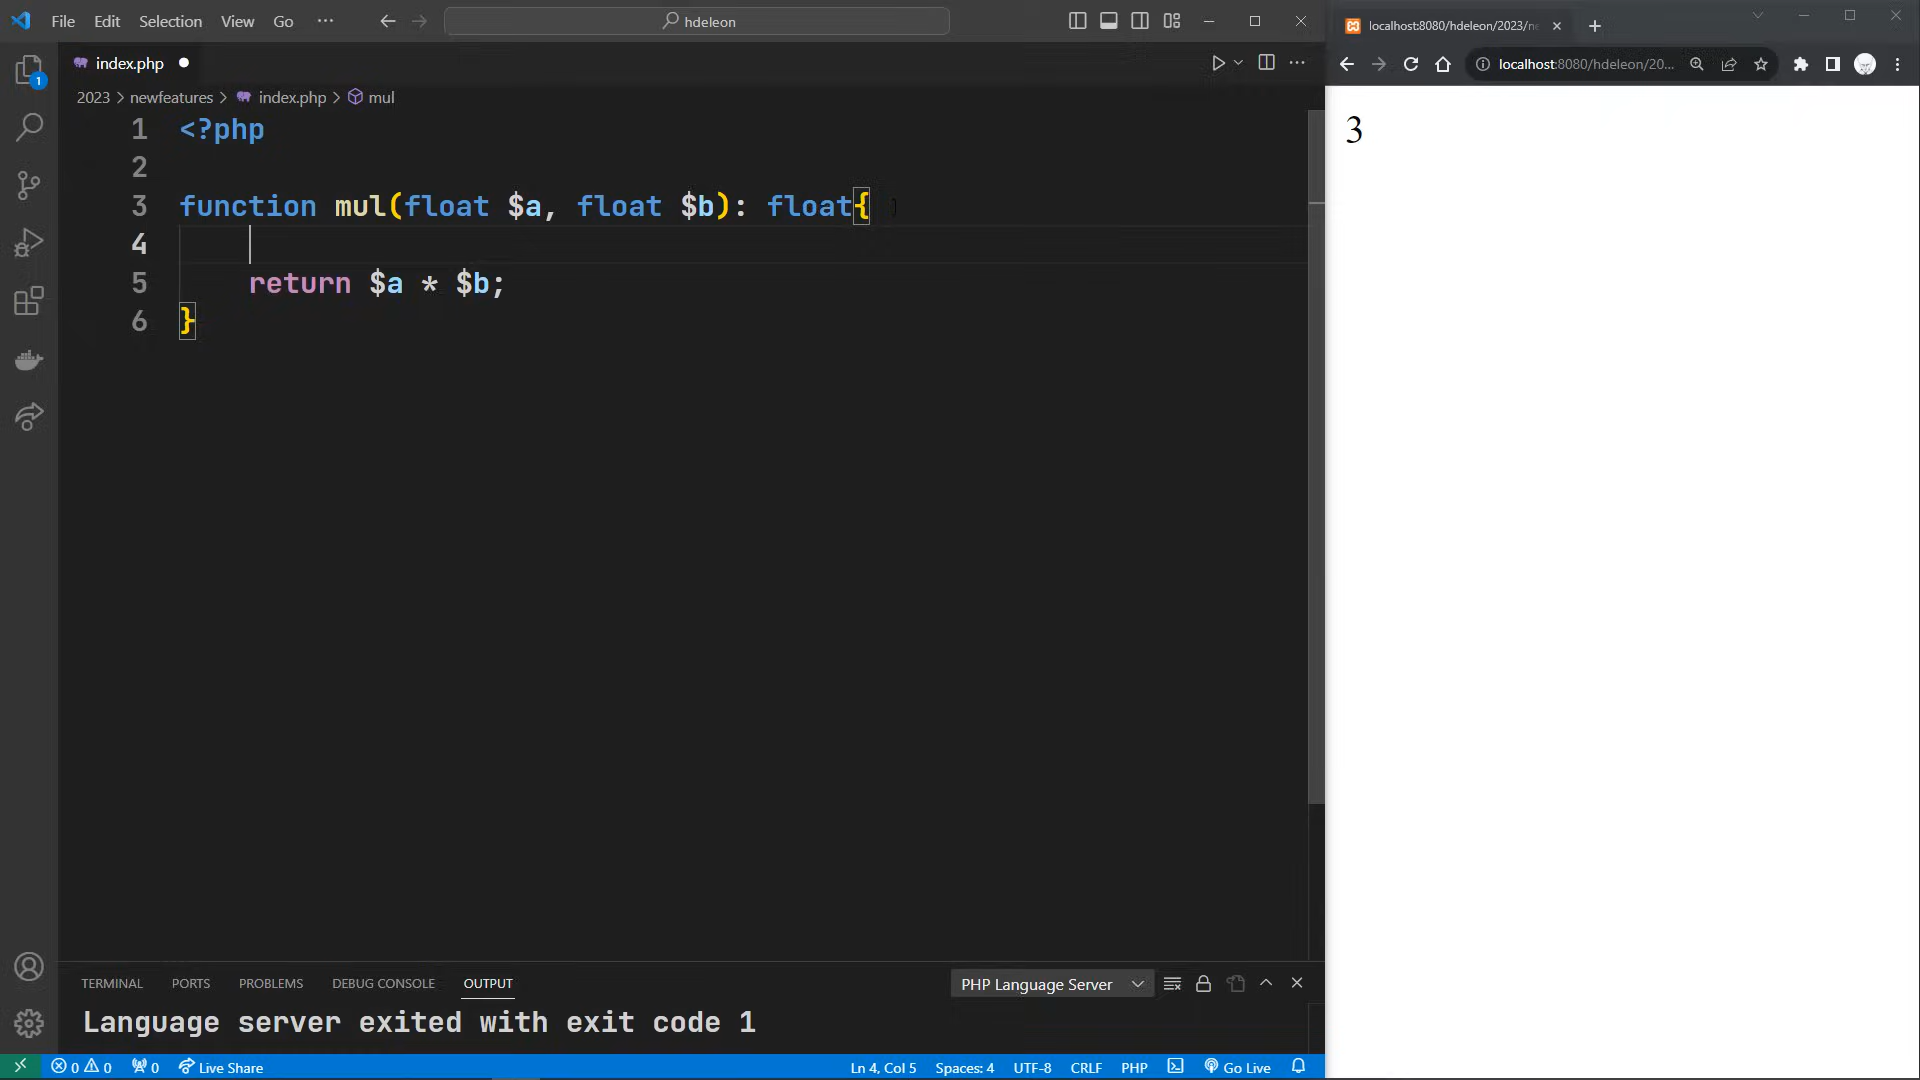 File Edit Selection View Go ···
hdeleon
index.php
2023 > newfeatures > index.php > mul
1 <?php
2
3 function mul(float $a, float $b): float{
4
5 return $a * $b;
6 }
TERMINAL PORTS PROBLEMS DEBUG CONSOLE OUTPUT
PHP Language Server
Language server exited with exit code 1
0 0 0 Live Share
Ln 4, Col 5 Spaces: 4 UTF-8 CRLF PHP Go Live
1
localhost:8080/hdeleon/2023/n
localhost:8080/hdeleon/20...
3